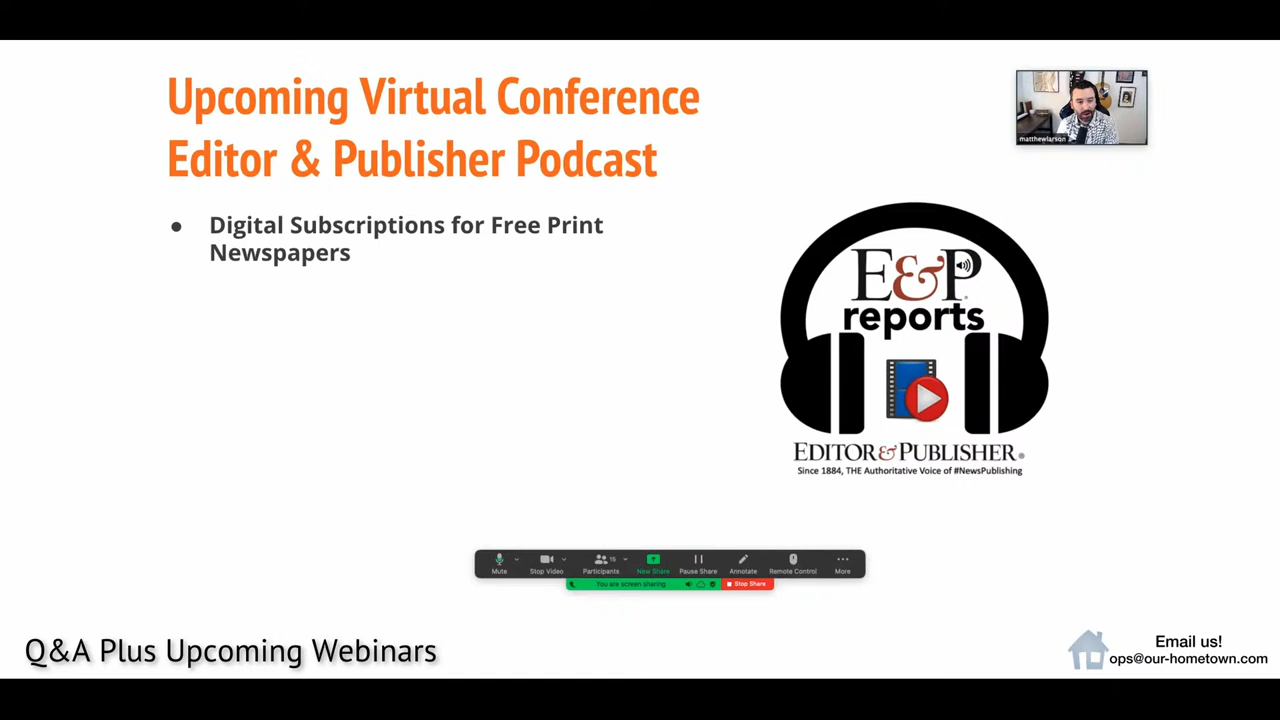 Upcoming Virtual Conference
Editor & Publisher Podcast
matthewlarson
● Digital Subscriptions for Free Print
Newspapers
E&P
reports
EDITOR&PUBLISHER®
Since 1884, THE Authoritative Voice of #NewsPublishing
15
Mute
Stop Video
Participants
New Share
Pause Share
Annotate
Remote Control
More
You are screen sharing
Stop Share
Q&A Plus Upcoming Webinars
Email us!
ops@our-hometown.com